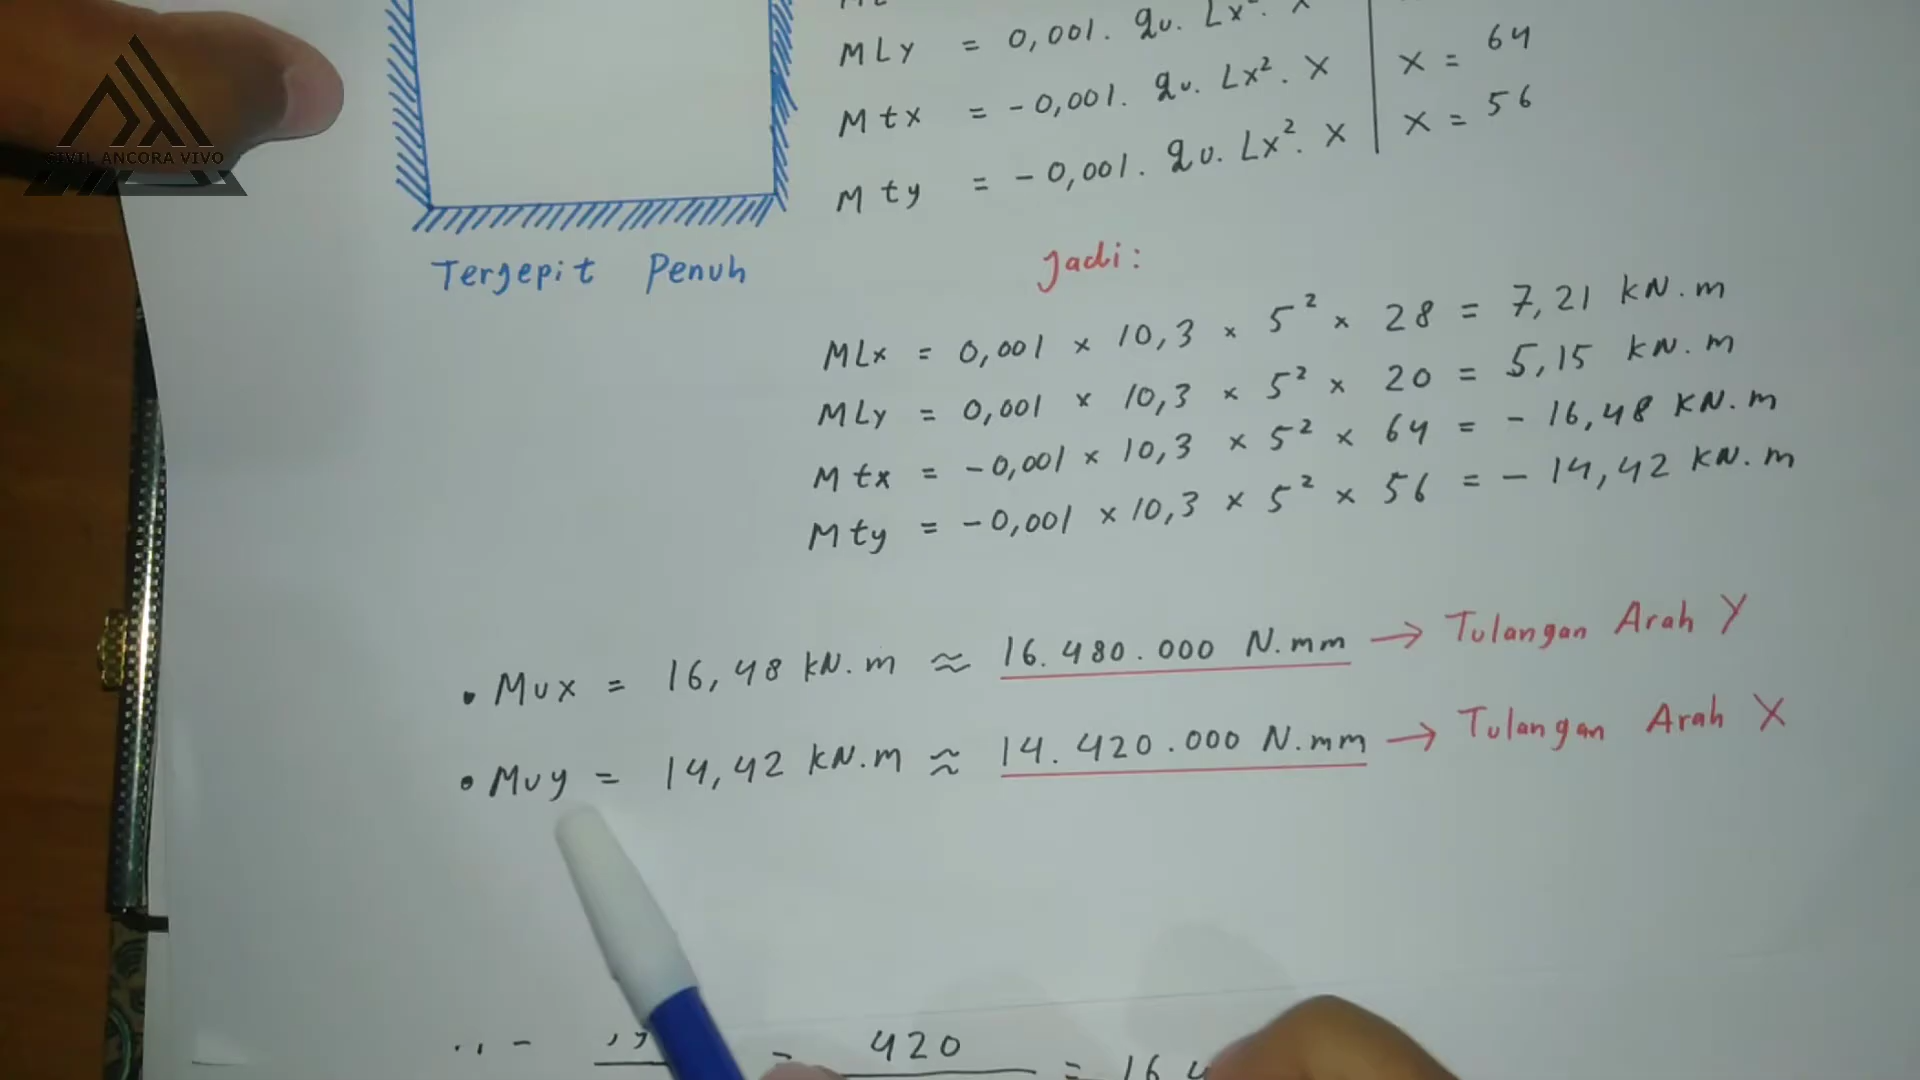 CIVIL ANCORA VIVO
MLy = 0,001. qu. Lx². X
Mtx = -0,001. qu. Lx². X | X = 64
Mty = -0,001. qu. Lx². X | X = 56
Tergepit Penuh
Jadi:
MLx = 0,001 × 10,3 × 5² × 28 = 7,21 kN.m
MLy = 0,001 × 10,3 × 5² × 20 = 5,15 kN.m
Mtx = -0,001 × 10,3 × 5² × 64 = - 16,48 kN.m
Mty = -0,001 × 10,3 × 5² × 56 = - 14,42 kN.m
• Mux = 16,48 kN.m ≈ 16.480.000 N.mm → Tulangan Arah Y
• Muy = 14,42 kN.m ≈ 14.420.000 N.mm → Tulangan Arah X
420